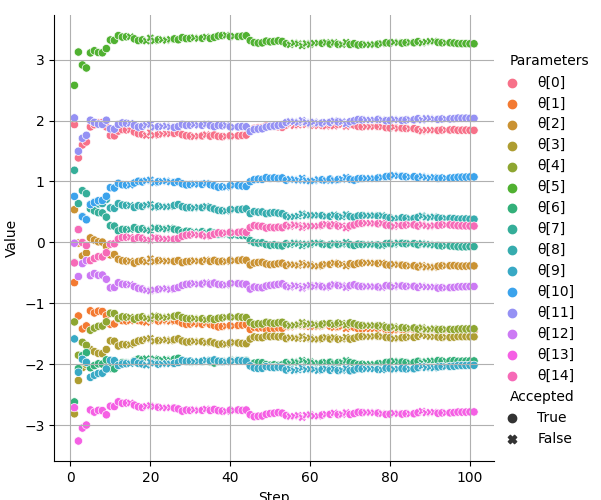 Parameters
θ[0]
θ[1]
θ[2]
θ[3]
θ[4]
θ[5]
θ[6]
θ[7]
θ[8]
θ[9]
θ[10]
θ[11]
θ[12]
θ[13]
θ[14]
Accepted
True
False
Value
3
2
1
0
−1
−2
−3
0 20 40 60 80 100
Step